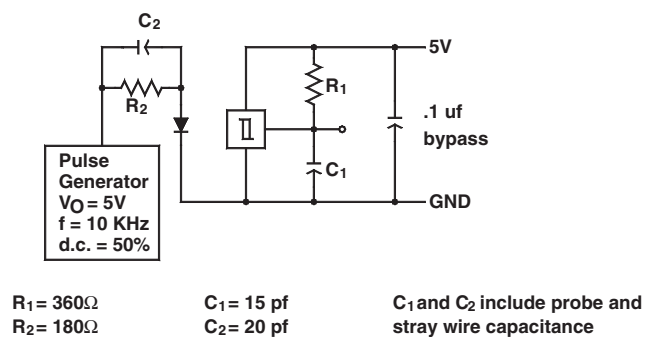 C2
R2
Pulse
Generator
VO = 5V
f = 10 KHz
d.c. = 50%
5V
R1
C1
.1 uf
bypass
GND
R1 = 360Ω
R2 = 180Ω
C1 = 15 pf
C2 = 20 pf
C1 and C2 include probe and
stray wire capacitance